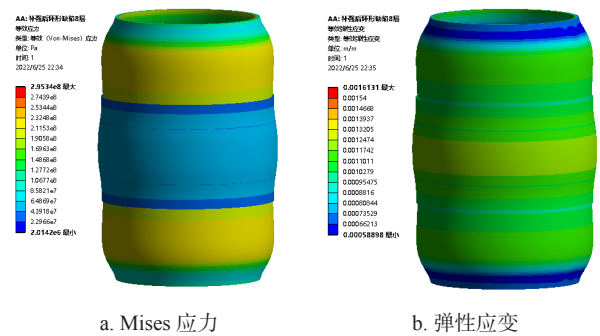 AA: 补强后环形缺陷8层
等效应力
类型: 等效（Von-Mises）应力
单位: Pa
时间: 1
2022/6/25 22:34
2.9534e8 最大
2.7439e8
2.5344e8
2.3248e8
2.1153e8
1.9058e8
1.6963e8
1.4868e8
1.2772e8
1.0677e8
8.5821e7
6.4869e7
4.3918e7
2.2966e7
2.0142e6 最小
AA: 补强后环形缺陷8层
等效弹性应变
类型: 等效弹性应变
单位: m/m
时间: 1
2022/6/25 22:35
0.0016131 最大
0.00154
0.0014668
0.0013937
0.0013205
0.0012474
0.0011742
0.0011011
0.0010279
0.00095475
0.0008816
0.00080844
0.00073529
0.00066213
0.00058898 最小
a. Mises 应力
b. 弹性应变